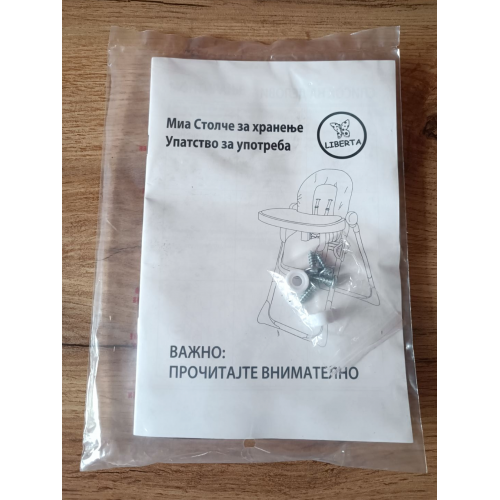 Миа Столче за хранење
Упатство за употреба
LIBERTA
ВАЖНО:
ПРОЧИТАЈТЕ ВНИМАТЕЛНО